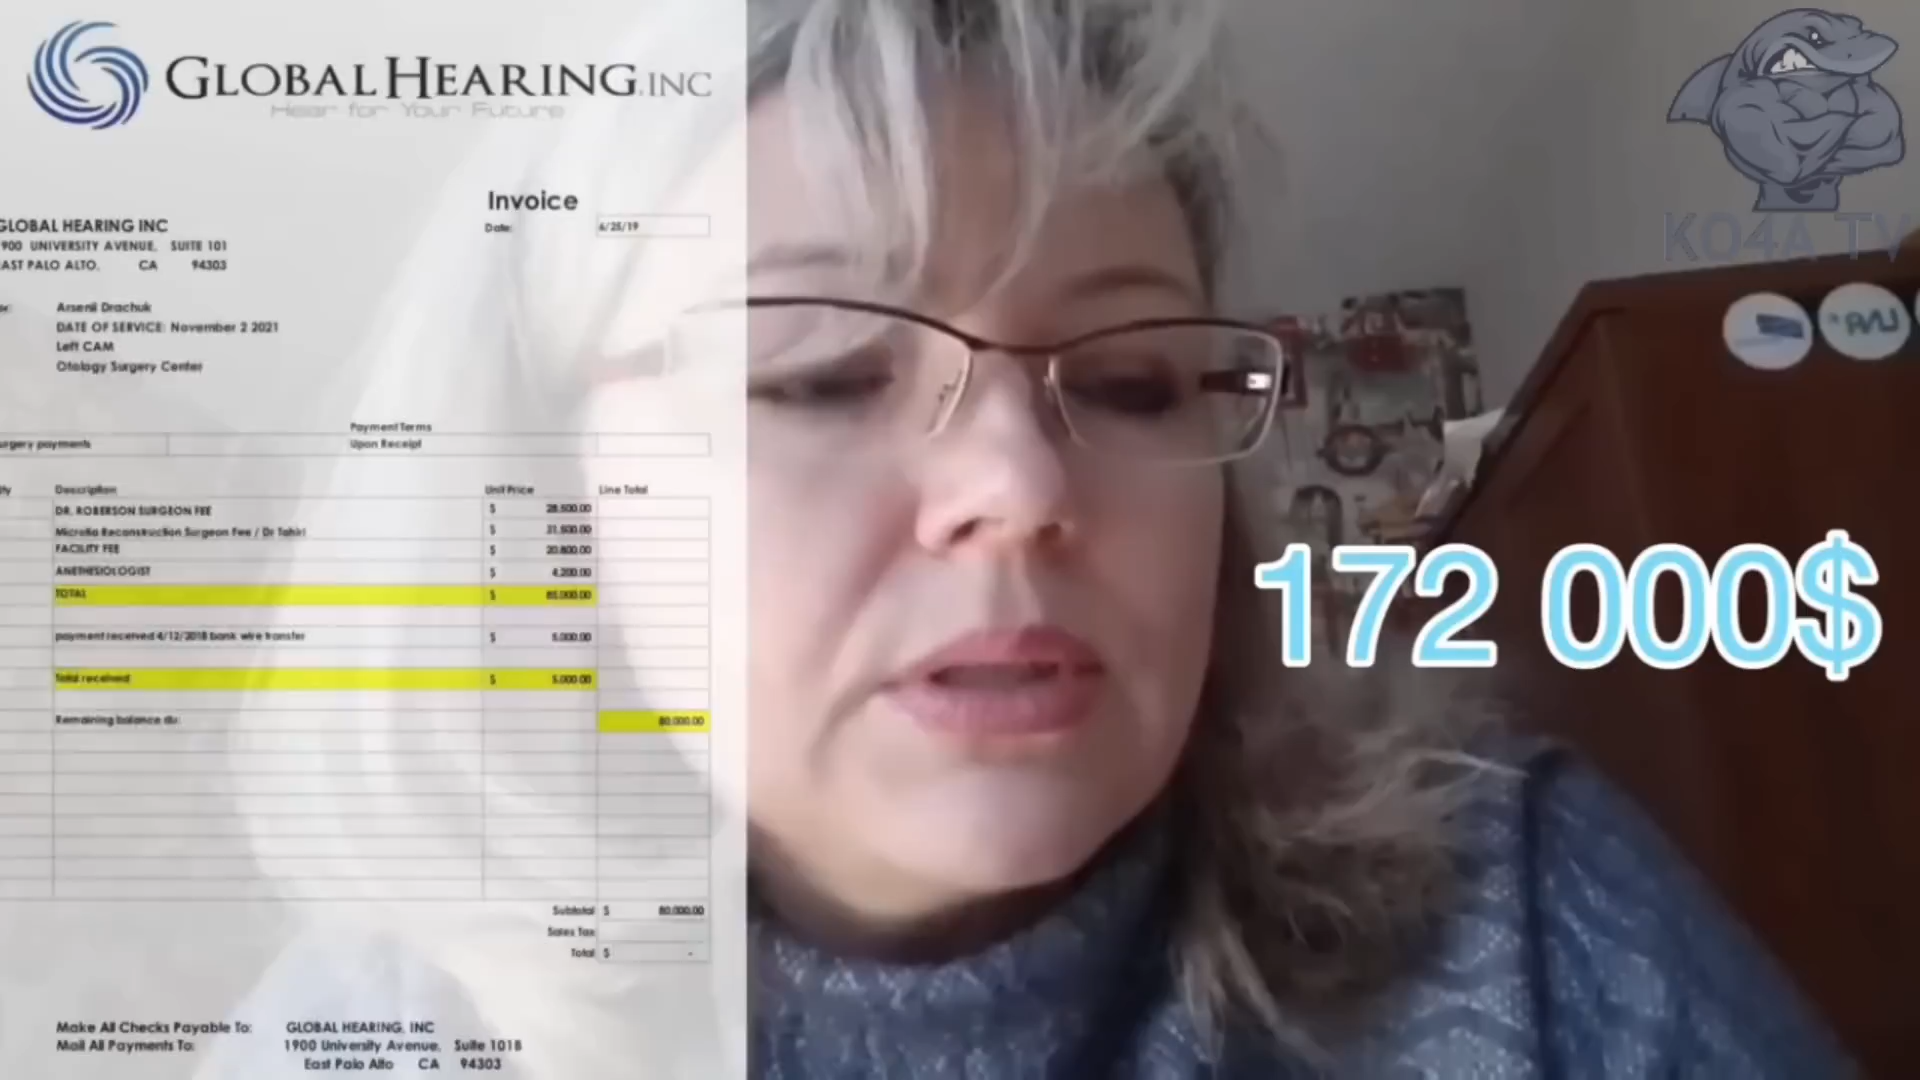 GLOBAL HEARING, INC
Hear for Your Future
Invoice
Date: 6/25/19
GLOBAL HEARING INC
900 UNIVERSITY AVENUE, SUITE 101
AST PALO ALTO, CA 94303
Arsenii Drachuk
DATE OF SERVICE: November 2 2021
Left CAM
Otology Surgery Center
Payment Terms
urgery payments Upon Receipt
Description Unit Price Line Total
DR. ROBERSON SURGEON FEE $ 28,500.00
Microtia Reconstruction Surgeon Fee / Dr Tahiri $ 31,500.00
FACILITY FEE $ 20,800.00
ANETHESIOLOGIST $ 4,200.00
TOTAL $ 85,000.00
payment received 4/12/2018 bank wire transfer $ 5,000.00
Total received $ 5,000.00
Remaining balance du: 80,000.00
Subtotal $ 80,000.00
Sales Tax
Total $ -
Make All Checks Payable To: GLOBAL HEARING, INC
Mail All Payments To: 1900 University Avenue, Suite 101B
East Palo Alto CA 94303
172 000$
KO4A TV